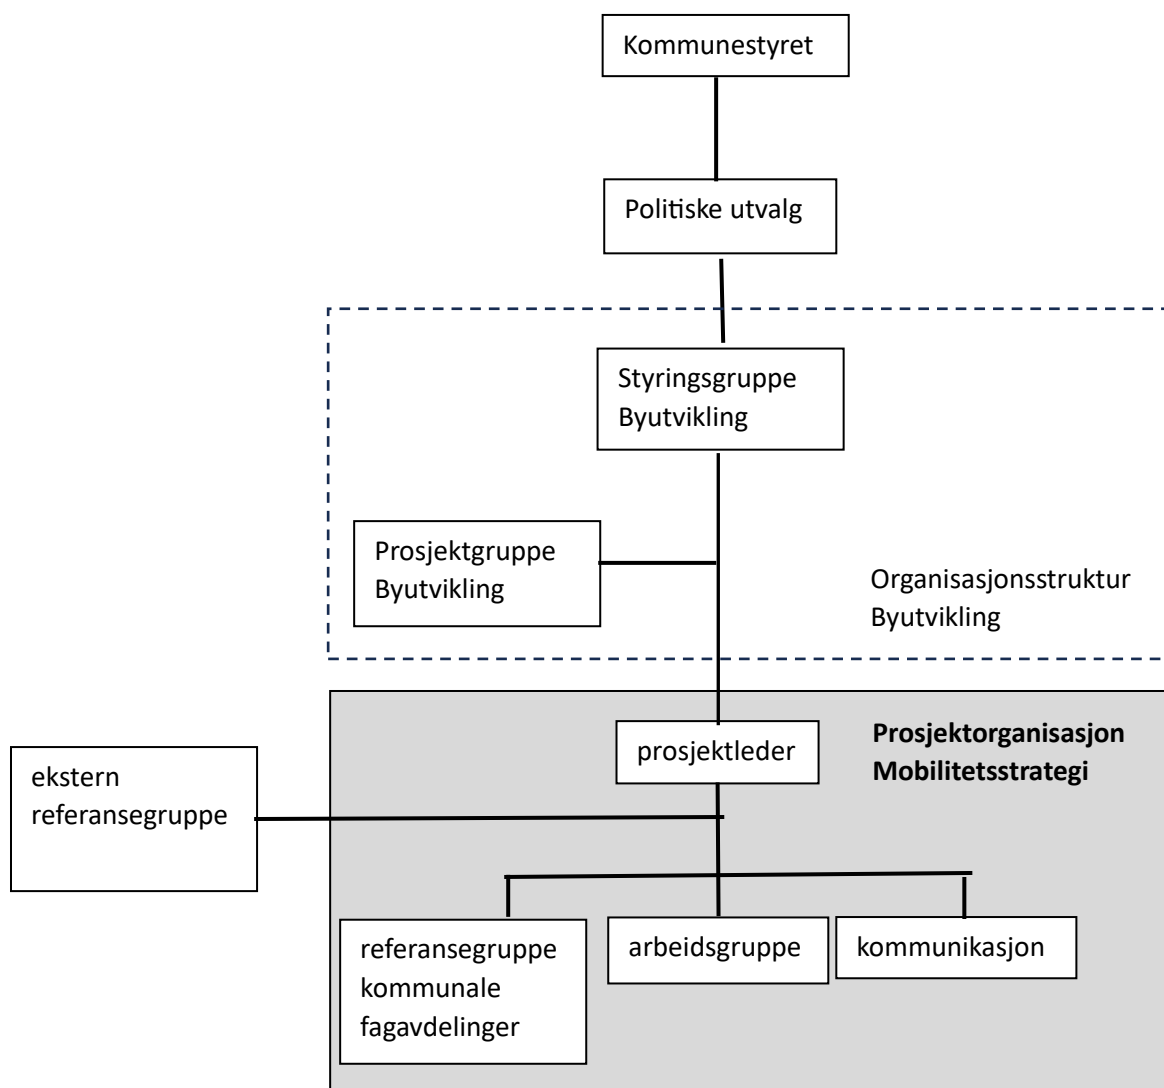 Kommunestyret
Politiske utvalg
Styringsgruppe
Byutvikling
Prosjektgruppe
Byutvikling
Organisasjonsstruktur
Byutvikling
prosjektleder
Prosjektorganisasjon
Mobilitetsstrategi
ekstern
referansegruppe
referansegruppe
kommunale
fagavdelinger
arbeidsgruppe
kommunikasjon